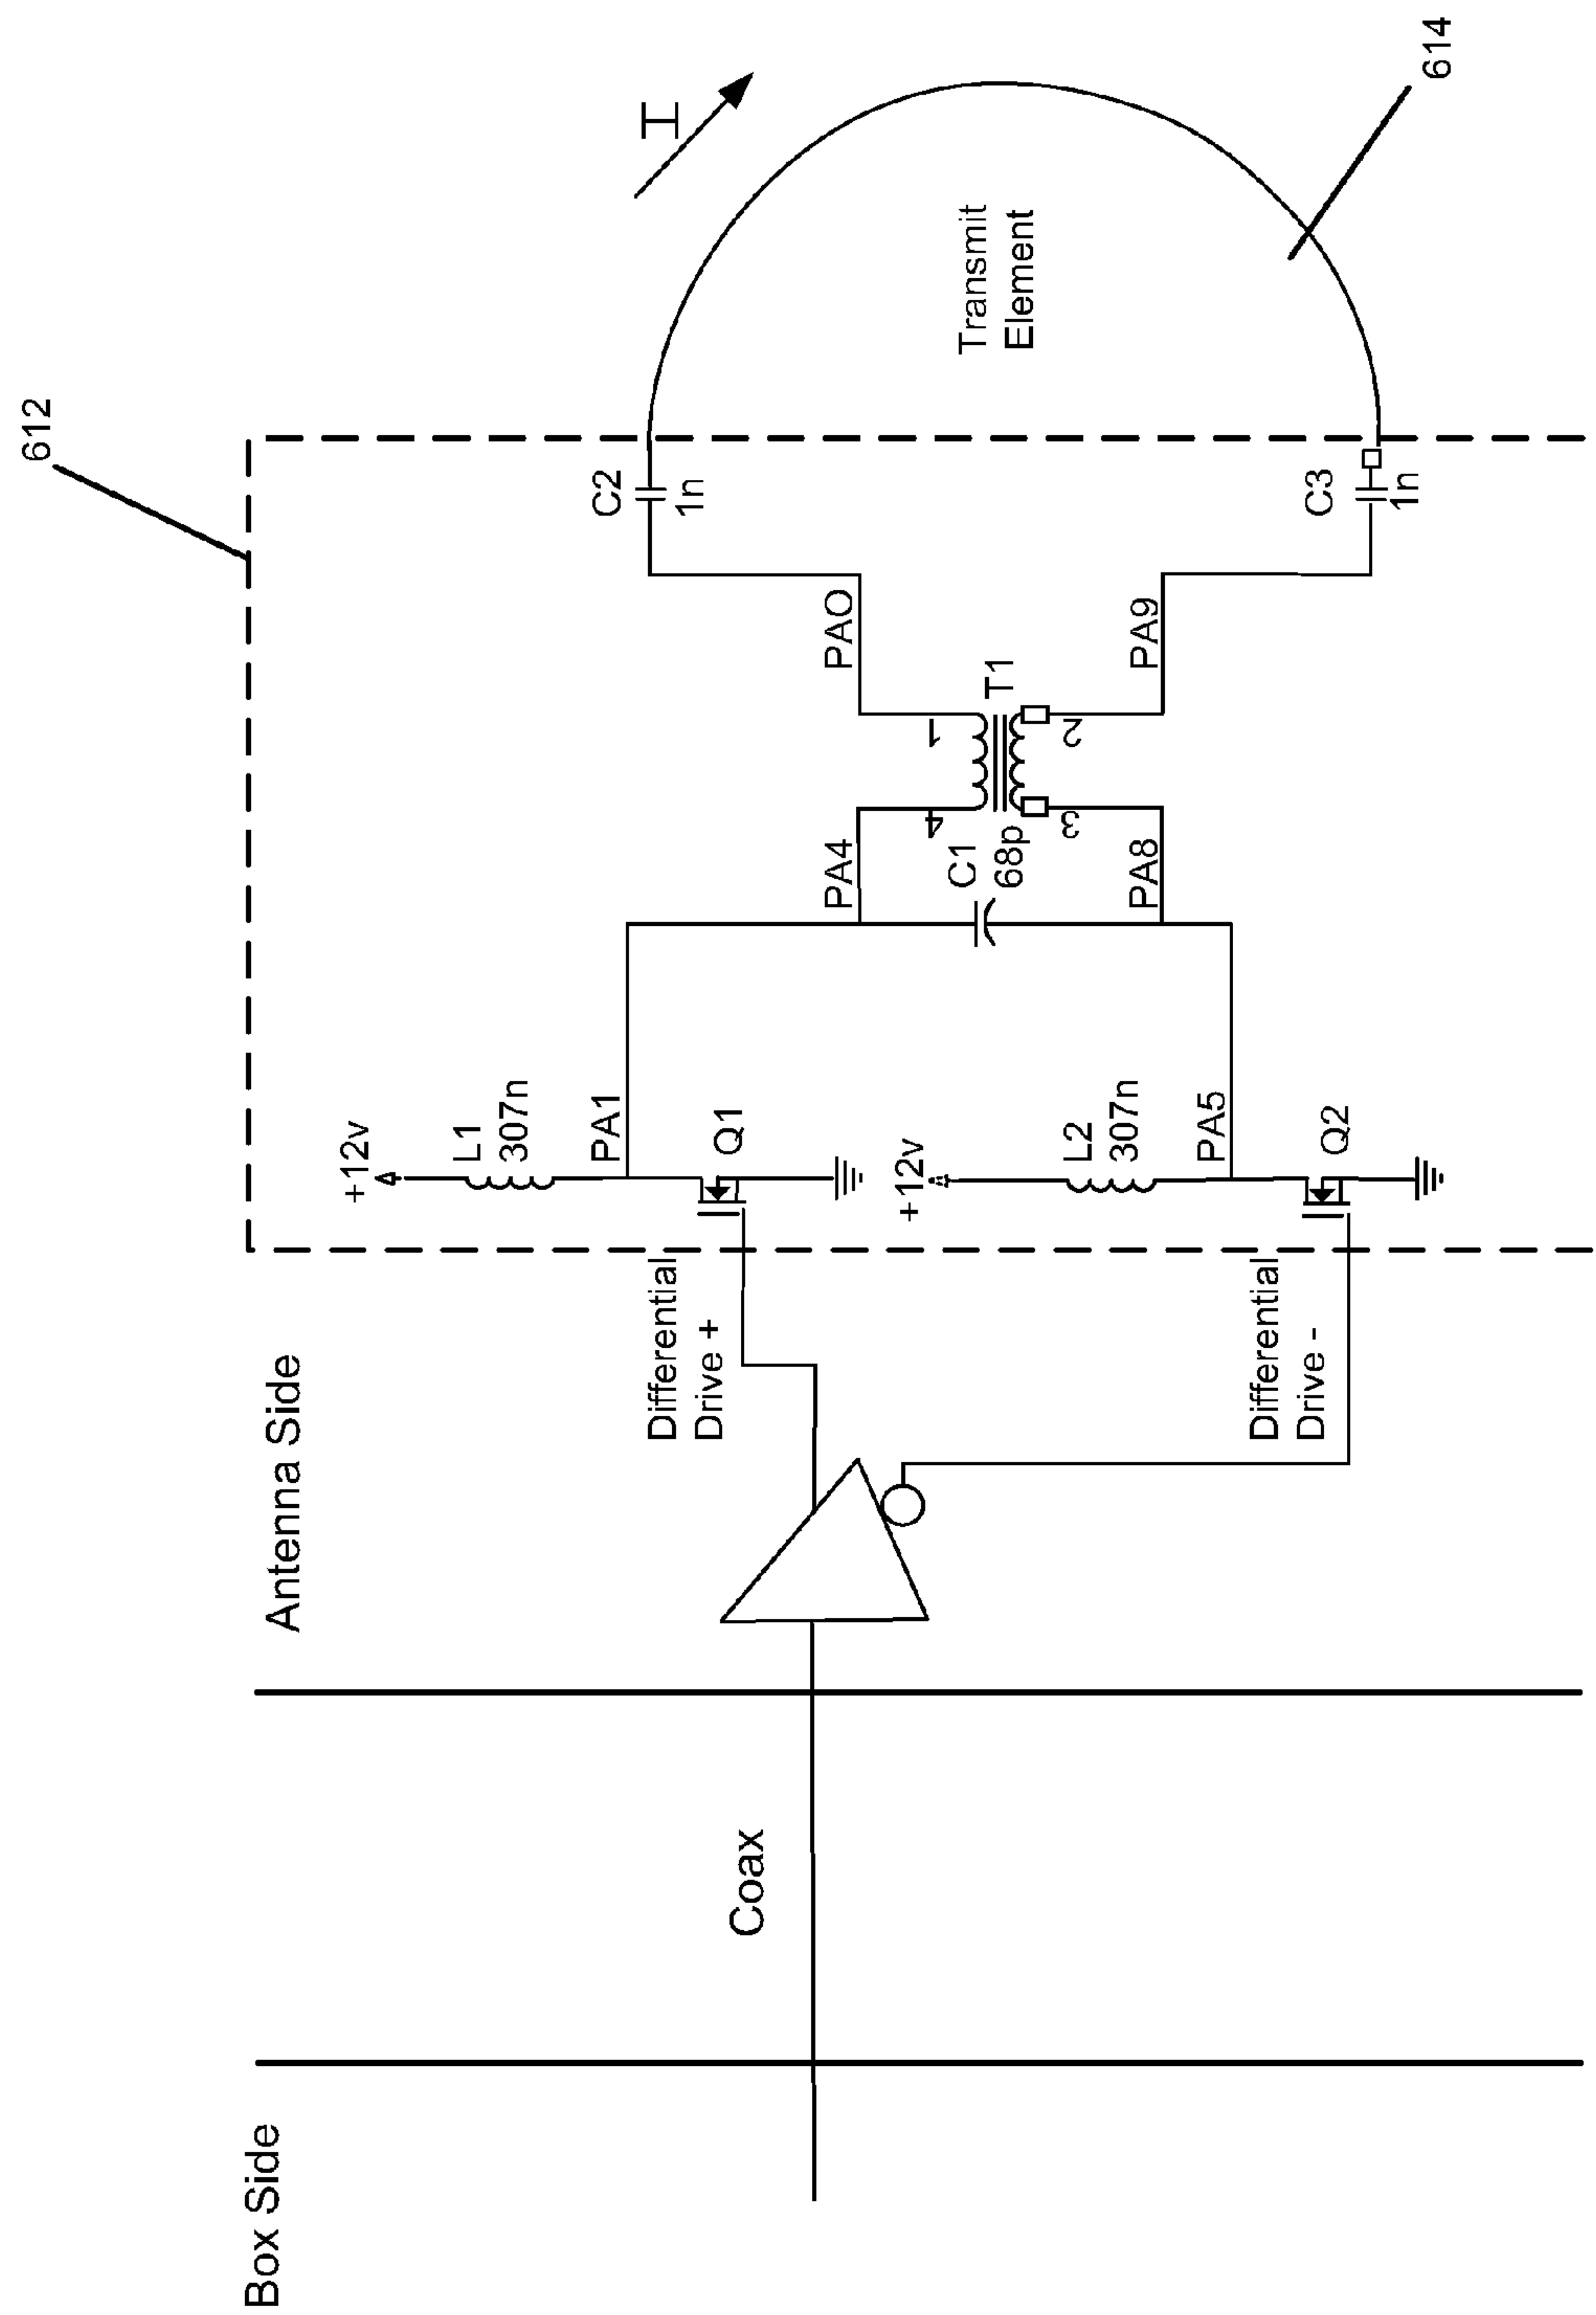 Box Side
Coax
Antenna Side
Differential
Drive +
Differential
Drive -
612
+12v
L1
307n
PA1
Q1
+12v
L2
307n
PA5
Q2
PA4
PA8
C1
68p
4
1
3
2
T1
PAO
PA9
C2
1n
C3
1n
I
Transmit
Element
614